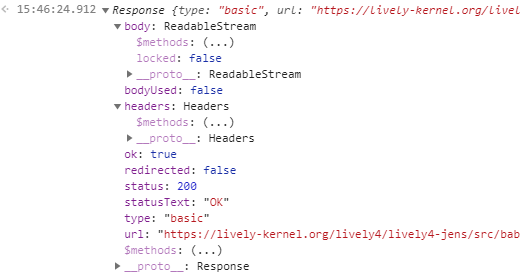 15:46:24.912 Response {type: "basic", url: "https://lively-kernel.org/livel
body: ReadableStream
$methods: (...)
locked: false
__proto__: ReadableStream
bodyUsed: false
headers: Headers
$methods: (...)
__proto__: Headers
ok: true
redirected: false
status: 200
statusText: "OK"
type: "basic"
url: "https://lively-kernel.org/lively4/lively4-jens/src/bab
$methods: (...)
__proto__: Response